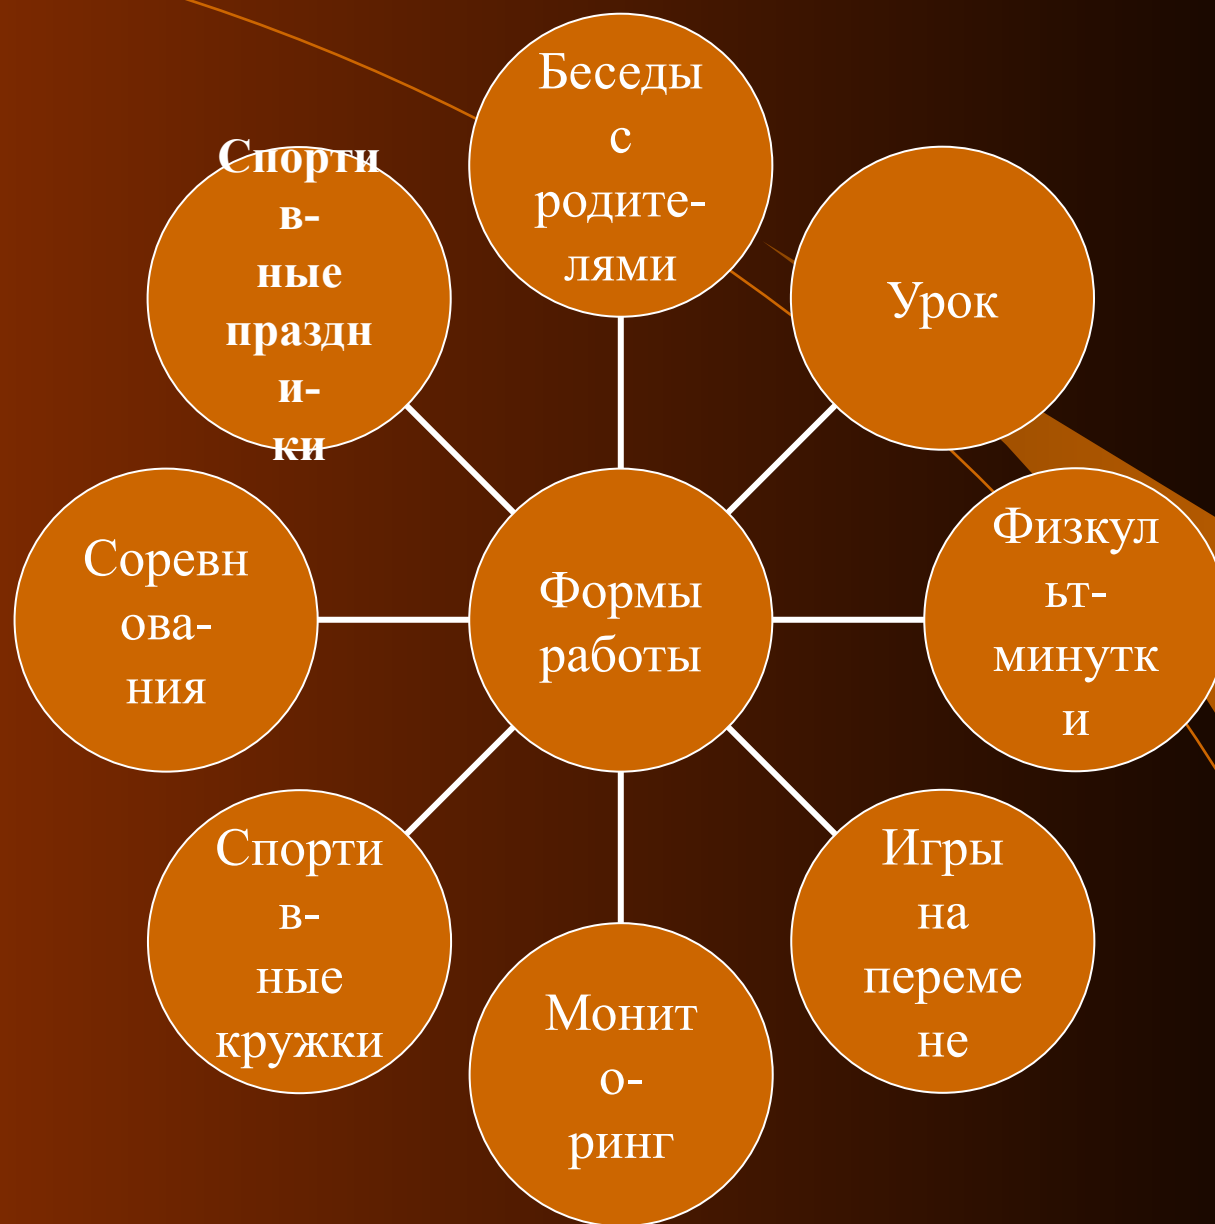 Беседы
с
родите-
лями
Урок
Физкул
ьт-
минутк
и
Игры
на
переме
не
Монит
о-
ринг
Спорти
в-
ные
кружки
Соревн
ова-
ния
Спорти
в-
ные
праздн
и-
ки
Формы
работы